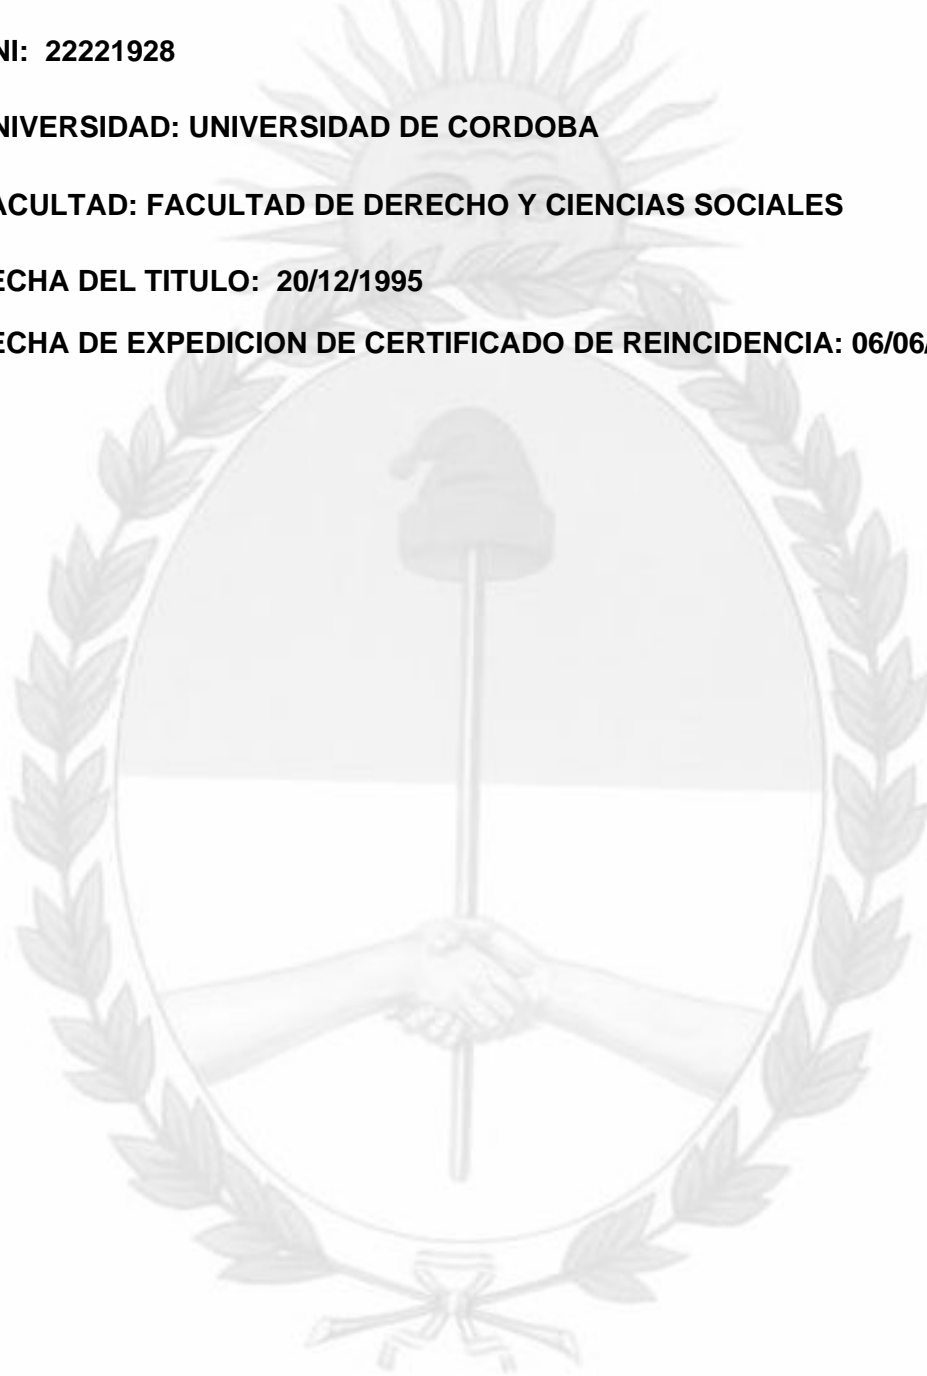 NI: 22221928
NIVERSIDAD: UNIVERSIDAD DE CORDOBA
ACULTAD: FACULTAD DE DERECHO Y CIENCIAS SOCIALES
ECHA DEL TITULO: 20/12/1995
ECHA DE EXPEDICION DE CERTIFICADO DE REINCIDENCIA: 06/06/